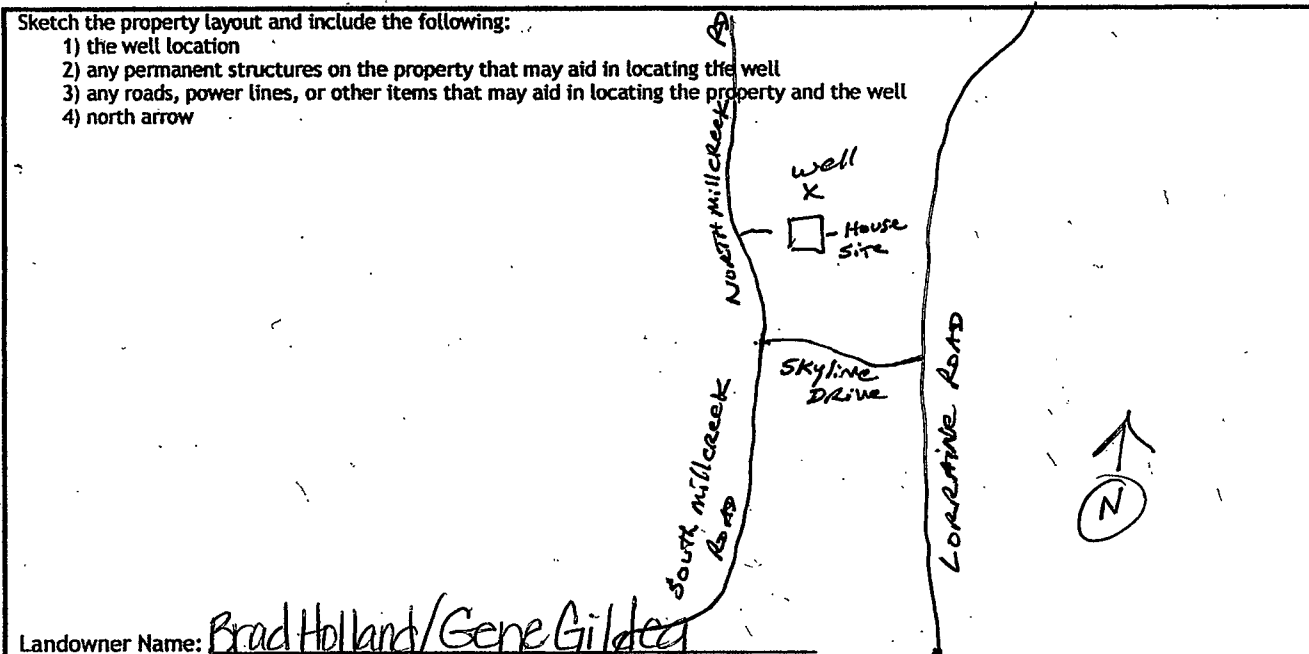 Sketch the property layout and include the following:
1) the well location
2) any permanent structures on the property that may aid in locating the well
3) any roads, power lines, or other items that may aid in locating the property and the well
4) north arrow
NORTH Millcreek RD
well
X
- House
Site
Skyline
Drive
South Millcreek
Road
LORRAINE ROAD
N
Landowner Name: Brad Holland/Gene Gildea